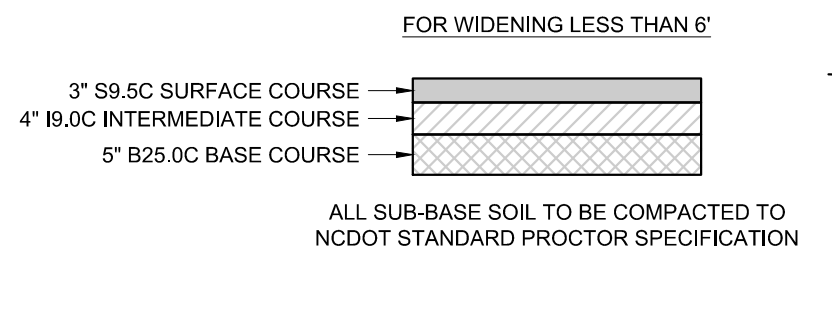 FOR WIDENING LESS THAN 6'
3" S9.5C SURFACE COURSE
4" I9.0C INTERMEDIATE COURSE
5" B25.0C BASE COURSE
ALL SUB-BASE SOIL TO BE COMPACTED TO
NCDOT STANDARD PROCTOR SPECIFICATION